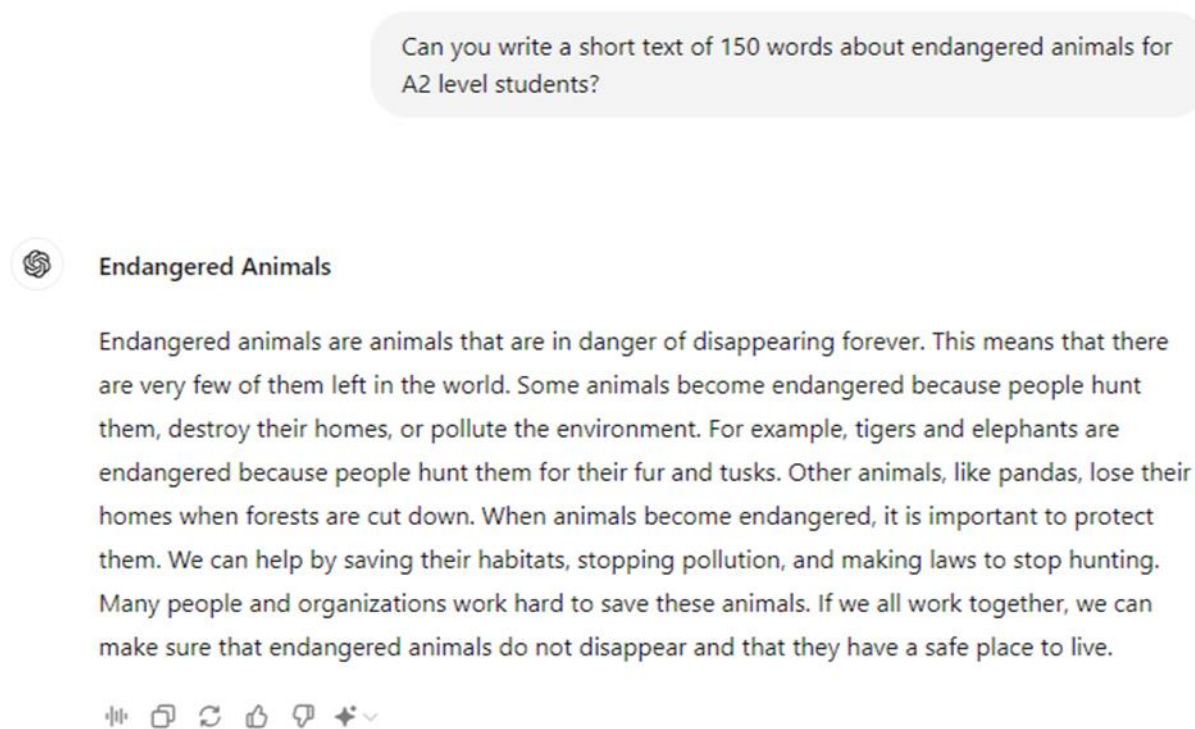 Can you write a short text of 150 words about endangered animals for
A2 level students?
Endangered Animals
Endangered animals are animals that are in danger of disappearing forever. This means that there
are very few of them left in the world. Some animals become endangered because people hunt
them, destroy their homes, or pollute the environment. For example, tigers and elephants are
endangered because people hunt them for their fur and tusks. Other animals, like pandas, lose their
homes when forests are cut down. When animals become endangered, it is important to protect
them. We can help by saving their habitats, stopping pollution, and making laws to stop hunting.
Many people and organizations work hard to save these animals. If we all work together, we can
make sure that endangered animals do not disappear and that they have a safe place to live.